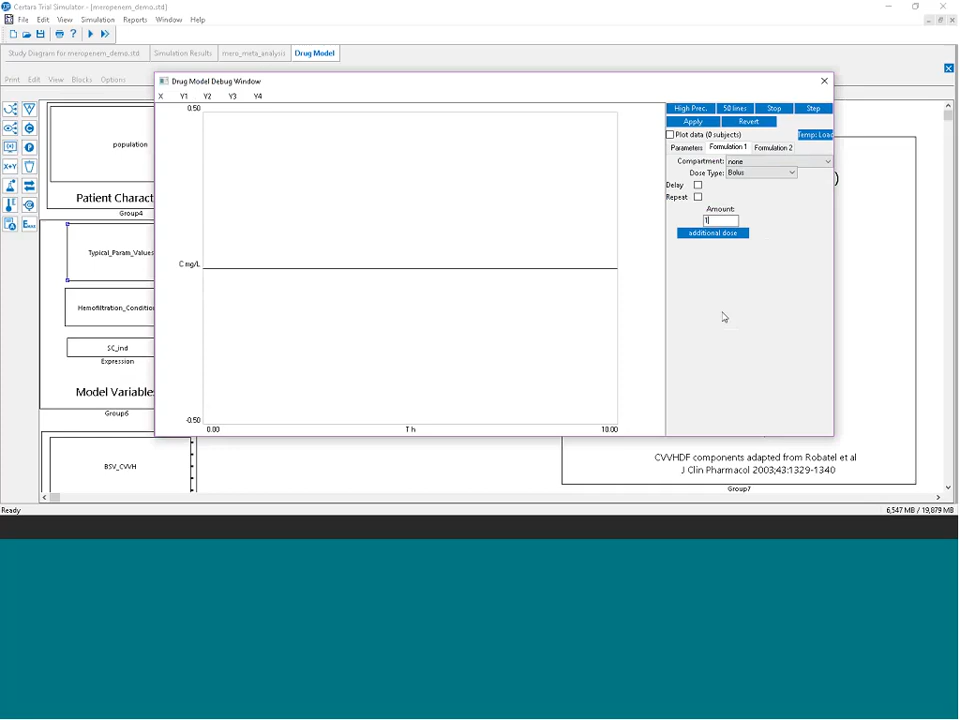 Certara Trial Simulator - [meropenem_demo.std]
File Edit View Simulation Reports Window Help
Study Diagram for meropenem_demo.std Simulation Results mero_meta_analysis Drug Model
Print Edit View Blocks Options
Drug Model Debug Window
X Y1 Y2 Y3 Y4
0.50
C mg/L
-0.50
0.00 T h 10.00
High Prec. 50 lines Stop Step
Apply Revert
Plot data (0 subjects) Temp: Load
Parameters Formulation 1 Formulation 2
Compartment: none
Dose Type: Bolus
Delay
Repeat
Amount:
1
additional dose
population
Patient Charact
Group4
Typical_Param_Values
Hemofiltration_Conditio
SC_ind
Expression
Model Variable
Group6
BSV_CVVH
X+Y
)
CVVHDF components adapted from Robatel et al
J Clin Pharmacol 2003;43:1329-1340
Group7
Ready 6,547 MB / 19,879 MB